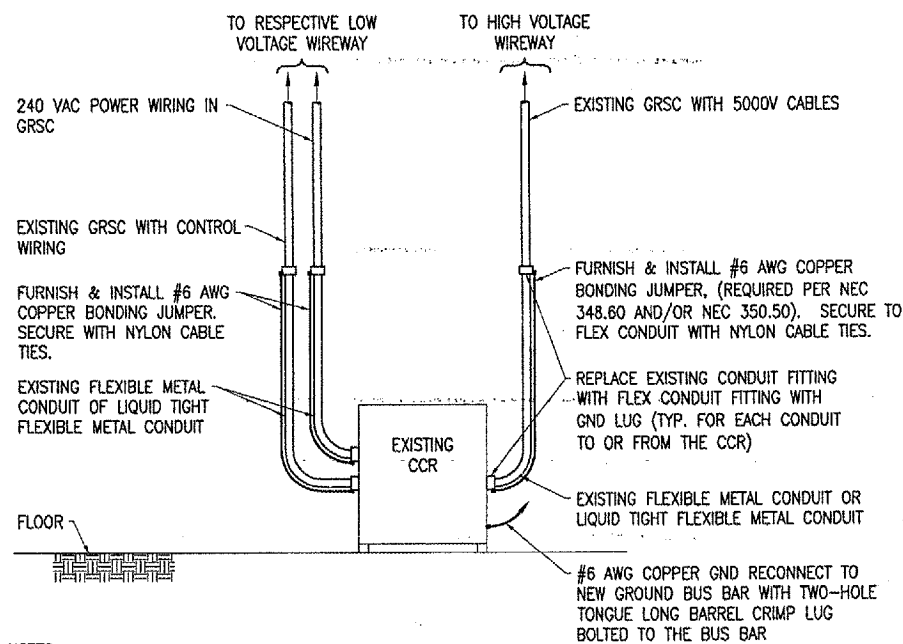 TO RESPECTIVE LOW
VOLTAGE WIREWAY
TO HIGH VOLTAGE
WIREWAY
240 VAC POWER WIRING IN
GRSC
EXISTING GRSC WITH 5000V CABLES
EXISTING GRSC WITH CONTROL
WIRING
FURNISH & INSTALL #6 AWG
COPPER BONDING JUMPER.
SECURE WITH NYLON CABLE
TIES.
FURNISH & INSTALL #6 AWG COPPER
BONDING JUMPER, (REQUIRED PER NEC
348.60 AND/OR NEC 350.50). SECURE TO
FLEX CONDUIT WITH NYLON CABLE TIES.
EXISTING FLEXIBLE METAL
CONDUIT OF LIQUID TIGHT
FLEXIBLE METAL CONDUIT
REPLACE EXISTING CONDUIT FITTING
WITH FLEX CONDUIT FITTING WITH
GND LUG (TYP. FOR EACH CONDUIT
TO OR FROM THE CCR)
EXISTING
CCR
EXISTING FLEXIBLE METAL CONDUIT OR
LIQUID TIGHT FLEXIBLE METAL CONDUIT
FLOOR
#6 AWG COPPER GND RECONNECT TO
NEW GROUND BUS BAR WITH TWO-HOLE
TONGUE LONG BARREL CRIMP LUG
BOLTED TO THE BUS BAR